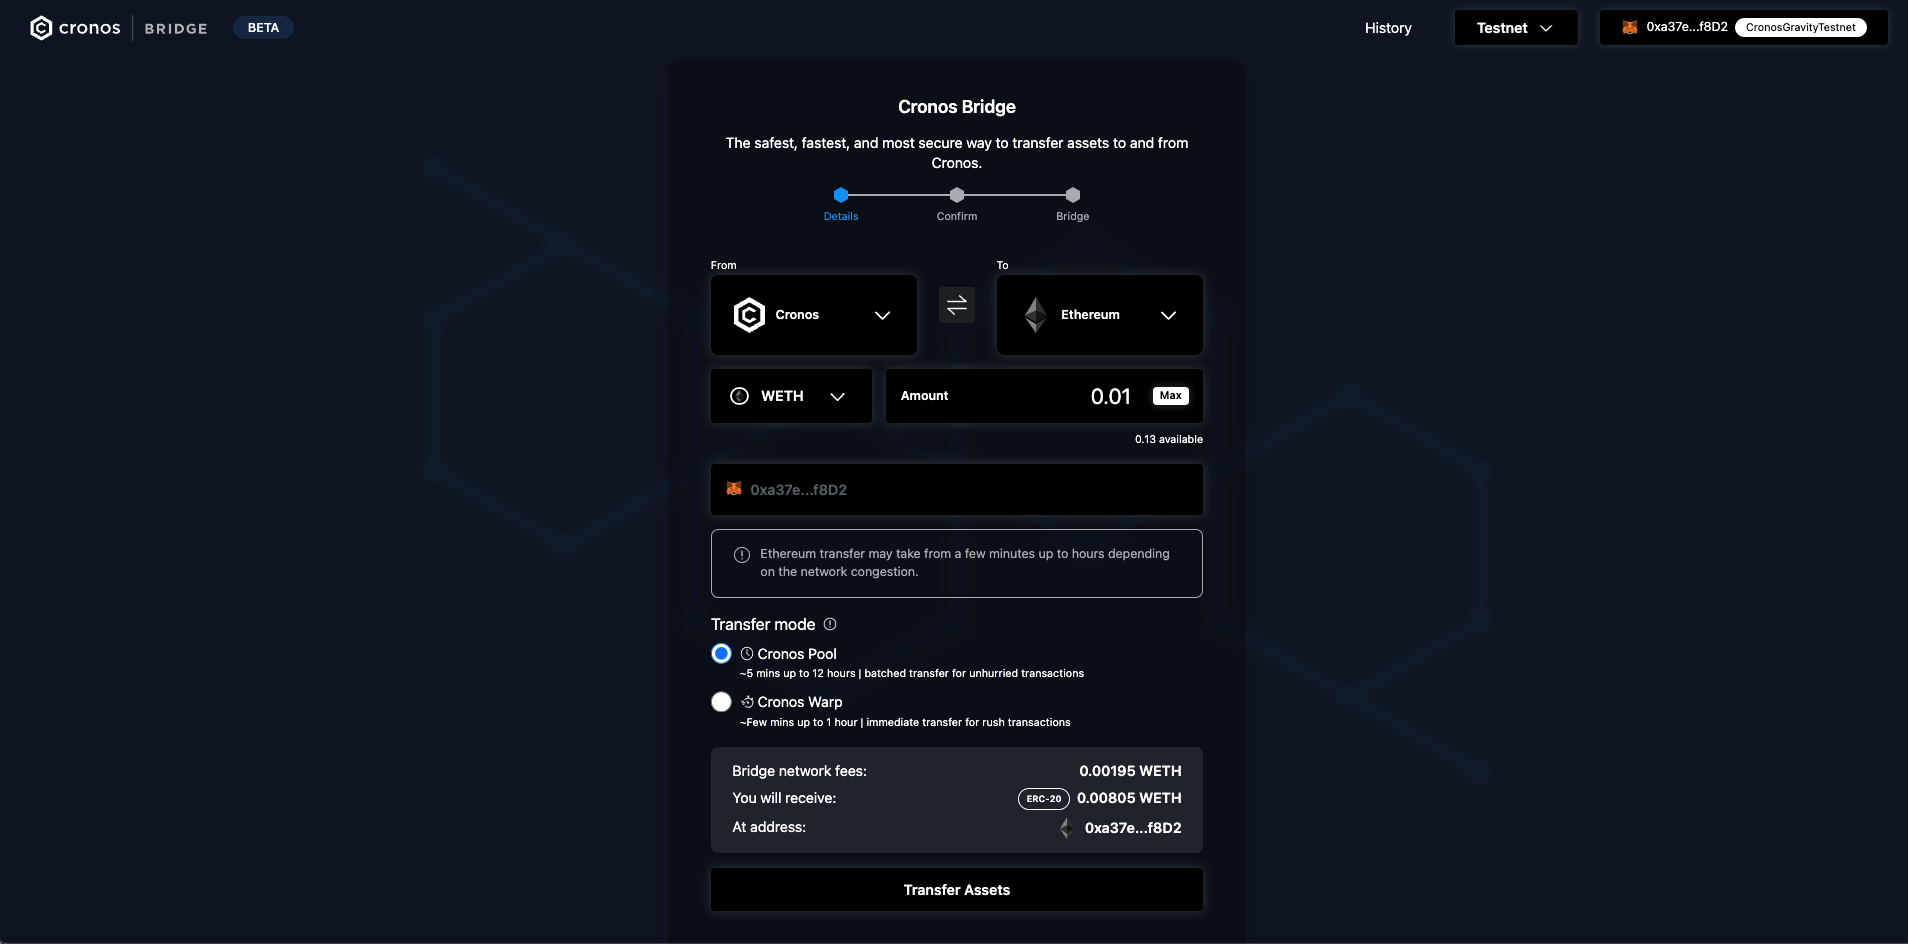 cronos BRIDGE BETA History Testnet 0xa37e...f8D2 CronosGravityTestnet
Cronos Bridge
The safest, fastest, and most secure way to transfer assets to and from
Cronos.
Details Confirm Bridge
From To
Cronos Ethereum
WETH Amount 0.01 Max
0.13 available
0xa37e...f8D2
Ethereum transfer may take from a few minutes up to hours depending
on the network congestion.
Transfer mode
Cronos Pool
~5 mins up to 12 hours | batched transfer for unhurried transactions
Cronos Warp
~Few mins up to 1 hour | immediate transfer for rush transactions
Bridge network fees: 0.00195 WETH
You will receive: ERC-20 0.00805 WETH
At address: 0xa37e...f8D2
Transfer Assets